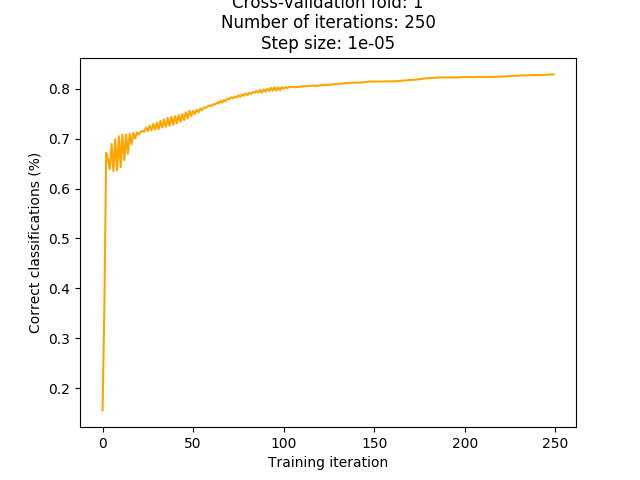 Cross-validation fold: 1
Number of iterations: 250
Step size: 1e-05
0.8
0.7
0.6
0.5
0.4
0.3
0.2
Correct classifications (%)
0 50 100 150 200 250
Training iteration